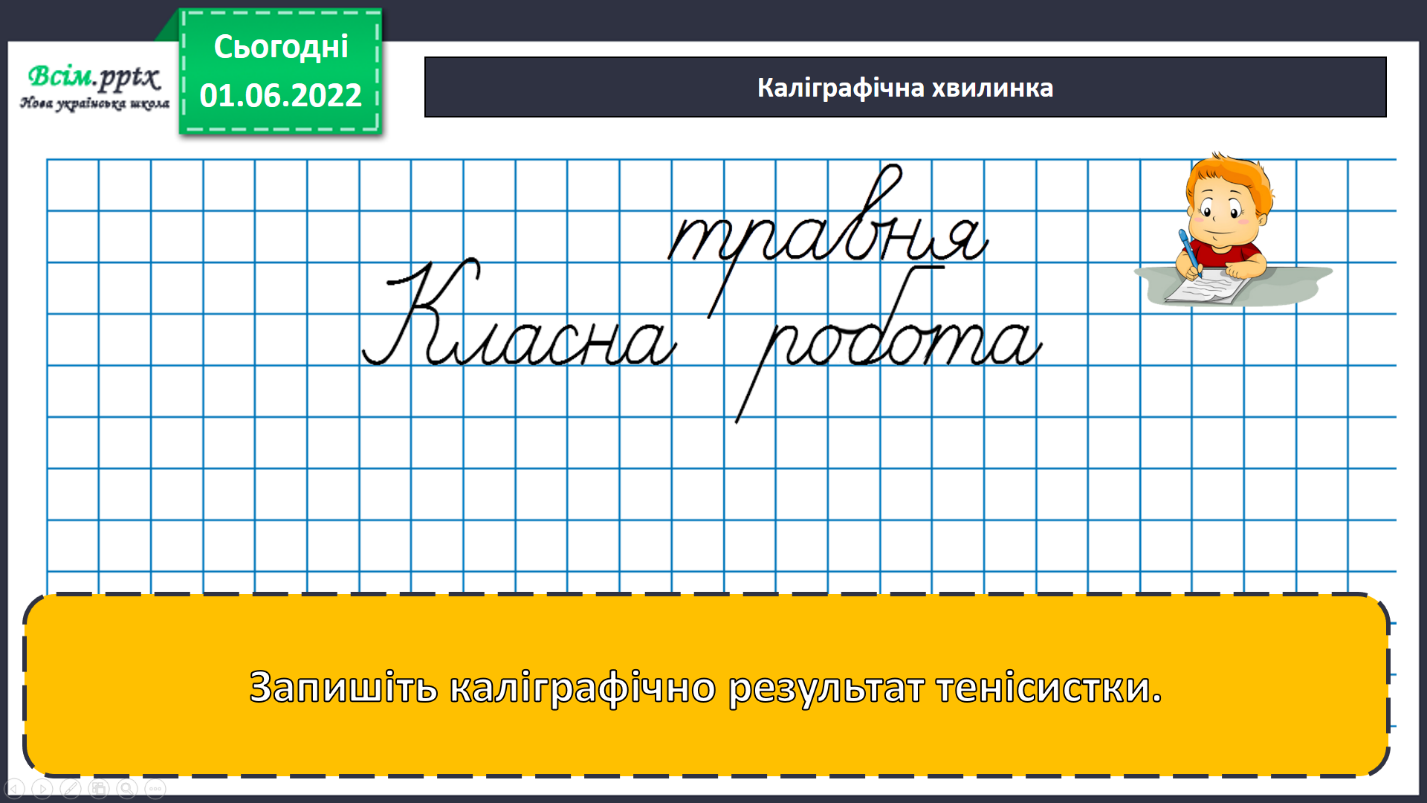 Сьогодні
01.06.2022
Всім.pptx
Нова українська школа
Каліграфічна хвилинка
травня
Класна робота
Запишіть каліграфічно результат тенісистки.